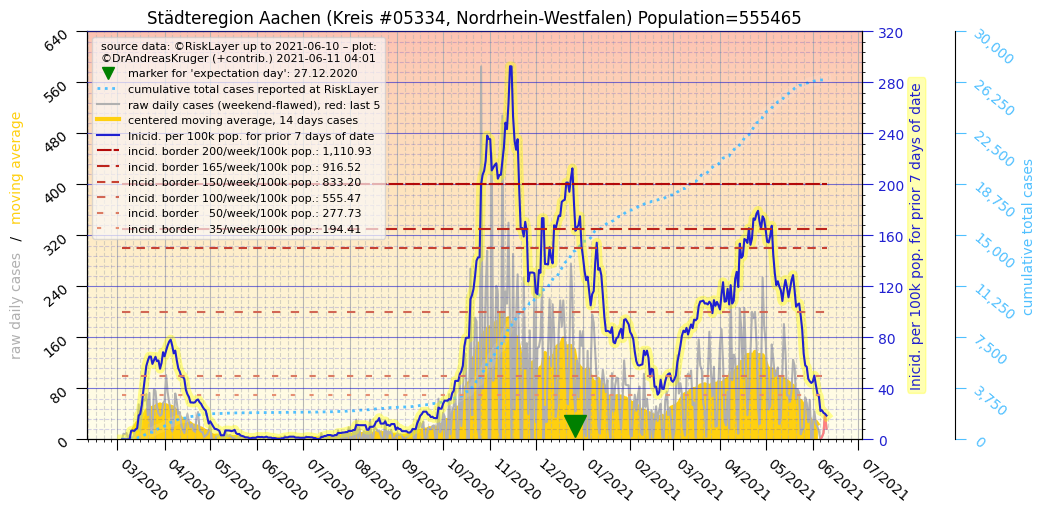 Städteregion Aachen (Kreis #05334, Nordrhein-Westfalen) Population=555465
source data: ©RiskLayer up to 2021-06-10 – plot:
©DrAndreasKruger (+contrib.) 2021-06-11 04:01
marker for 'expectation day': 27.12.2020
cumulative total cases reported at RiskLayer
raw daily cases (weekend-flawed), red: last 5
centered moving average, 14 days cases
Inicid. per 100k pop. for prior 7 days of date
incid. border 200/week/100k pop.: 1,110.93
incid. border 165/week/100k pop.: 916.52
incid. border 150/week/100k pop.: 833.20
incid. border 100/week/100k pop.: 555.47
incid. border   50/week/100k pop.: 277.73
incid. border   35/week/100k pop.: 194.41
raw daily cases / moving average
640
560
480
400
320
240
160
80
0
320
280
240
200
160
120
80
40
0
Inicid. per 100k pop. for prior 7 days of date
30,000
26,250
22,500
18,750
15,000
11,250
7,500
3,750
0
cumulative total cases
03/2020
04/2020
05/2020
06/2020
07/2020
08/2020
09/2020
10/2020
11/2020
12/2020
01/2021
02/2021
03/2021
04/2021
05/2021
06/2021
07/2021